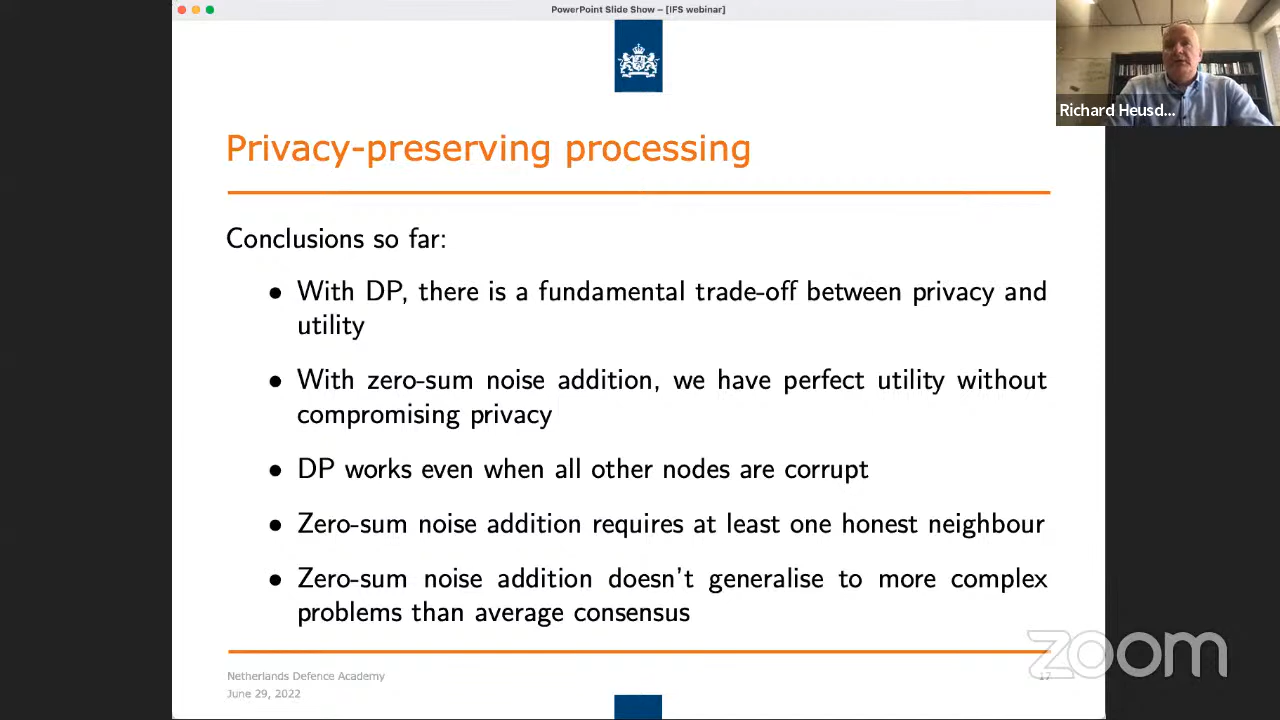 PowerPoint Slide Show – [IFS webinar]
Richard Heusd...
Privacy-preserving processing
Conclusions so far:
• With DP, there is a fundamental trade-off between privacy and
utility
• With zero-sum noise addition, we have perfect utility without
compromising privacy
• DP works even when all other nodes are corrupt
• Zero-sum noise addition requires at least one honest neighbour
• Zero-sum noise addition doesn't generalise to more complex
problems than average consensus
zoom
Netherlands Defence Academy
17
June 29, 2022